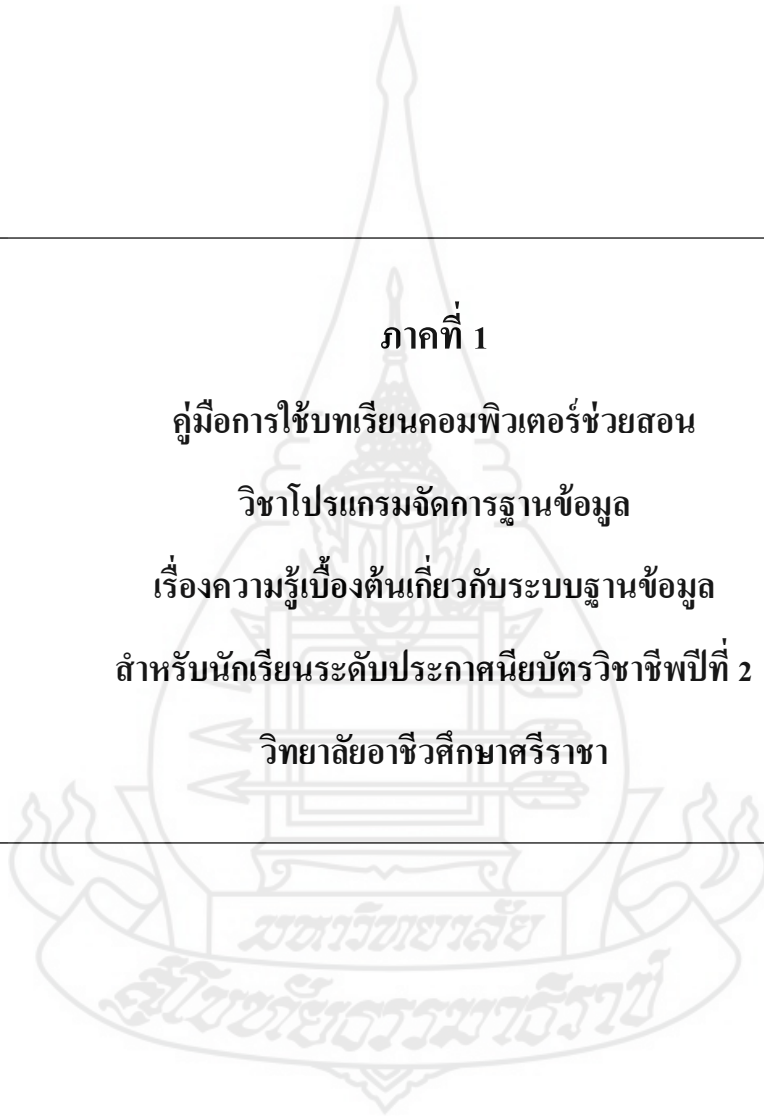 ภาคที่ 1
คู่มือการใช้บทเรียนคอมพิวเตอร์ช่วยสอน
วิชาโปรแกรมจัดการฐานข้อมูล
เรื่องความรู้เบื้องต้นเกี่ยวกับระบบฐานข้อมูล
สำหรับนักเรียนระดับประกาศนียบัตรวิชาชีพปีที่ 2
วิทยาลัยอาชีวศึกษาศรีราชา
มหาวิทยาลัย
สุโขทัยธรรมาธิราช